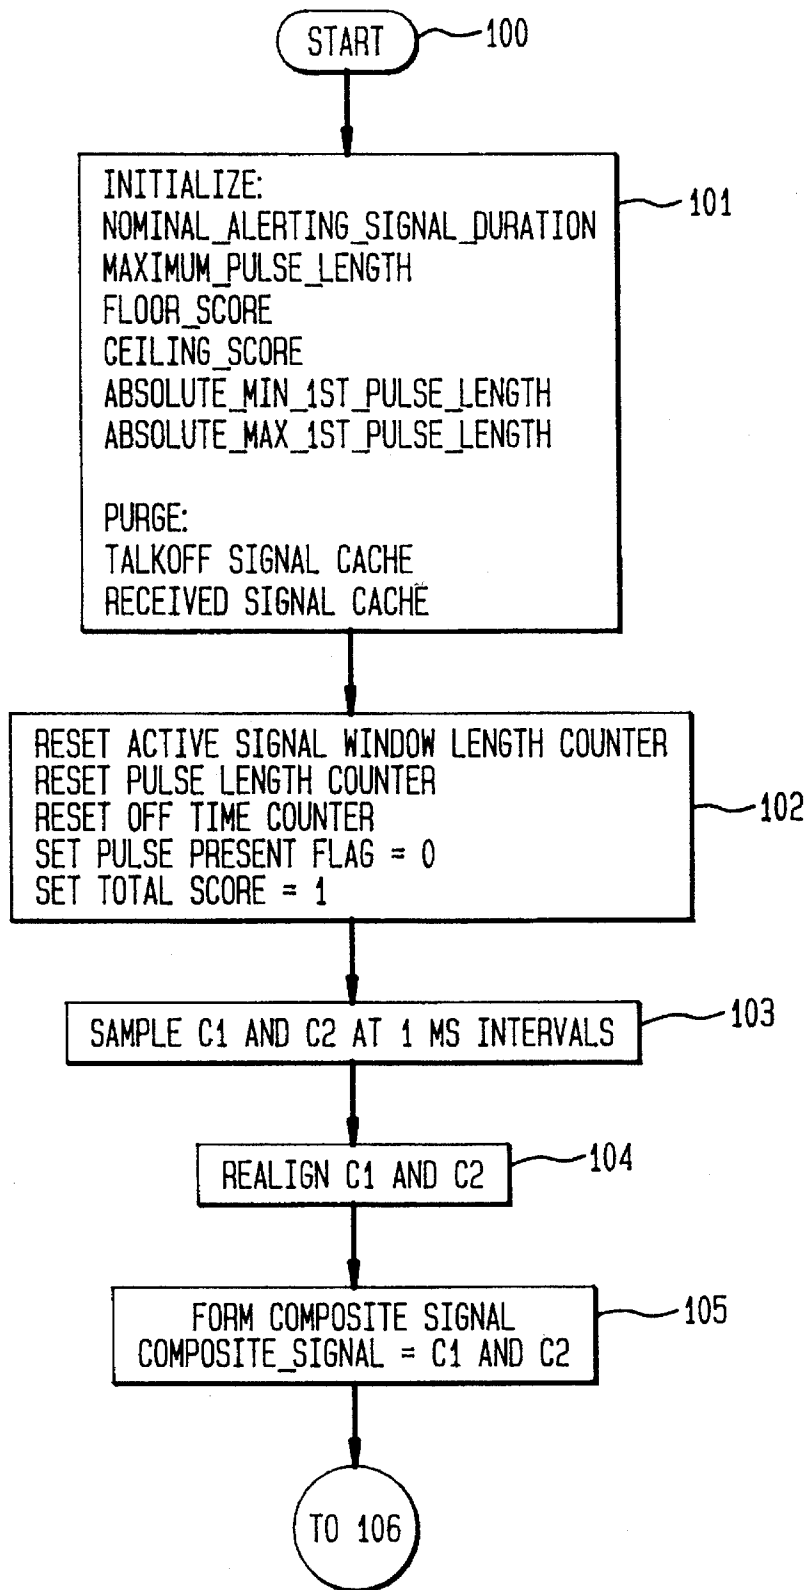 START
100
INITIALIZE:
NOMINAL_ALERTING_SIGNAL_DURATION
MAXIMUM_PULSE_LENGTH
FLOOR_SCORE
CEILING_SCORE
ABSOLUTE_MIN_1ST_PULSE_LENGTH
ABSOLUTE_MAX_1ST_PULSE_LENGTH
PURGE:
TALKOFF SIGNAL CACHE
RECEIVED SIGNAL CACHE
101
RESET ACTIVE SIGNAL WINDOW LENGTH COUNTER
RESET PULSE LENGTH COUNTER
RESET OFF TIME COUNTER
SET PULSE PRESENT FLAG = 0
SET TOTAL SCORE = 1
102
SAMPLE C1 AND C2 AT 1 MS INTERVALS
103
REALIGN C1 AND C2
104
FORM COMPOSITE SIGNAL
COMPOSITE_SIGNAL = C1 AND C2
105
TO 106